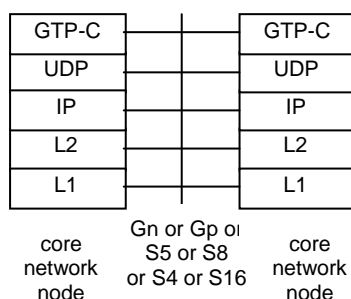 GTP-C GTP-C
UDP UDP
IP IP
L2 L2
L1 L1
core
network
node
Gn or Gp or
S5 or S8
or S4 or S16
core
network
node